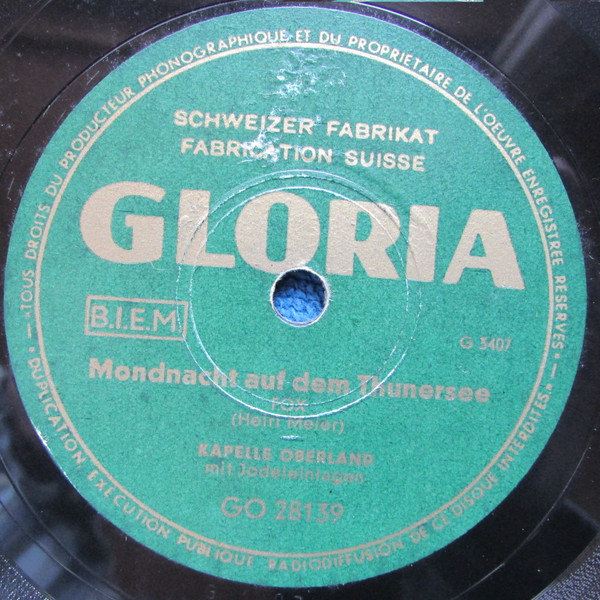 TOUS DROITS DU PRODUCTEUR PHONOGRAPHIQUE ET DU PROPRIETAIRE DE L'OEUVRE ENREGISTREE RESERVES
SCHWEIZER FABRIKAT
FABRICATION SUISSE
GLORIA
B.I.E.M.
G 3407
Mondnacht auf dem Thunersee
FOX
(Heiri Meier)
KAPELLE OBERLAND
mit Jodeleinlagen
GO 28139
DUPLICATION, EXECUTION PUBLIQUE RADIODIFFUSION DE CE DISQUE INTERDITES.